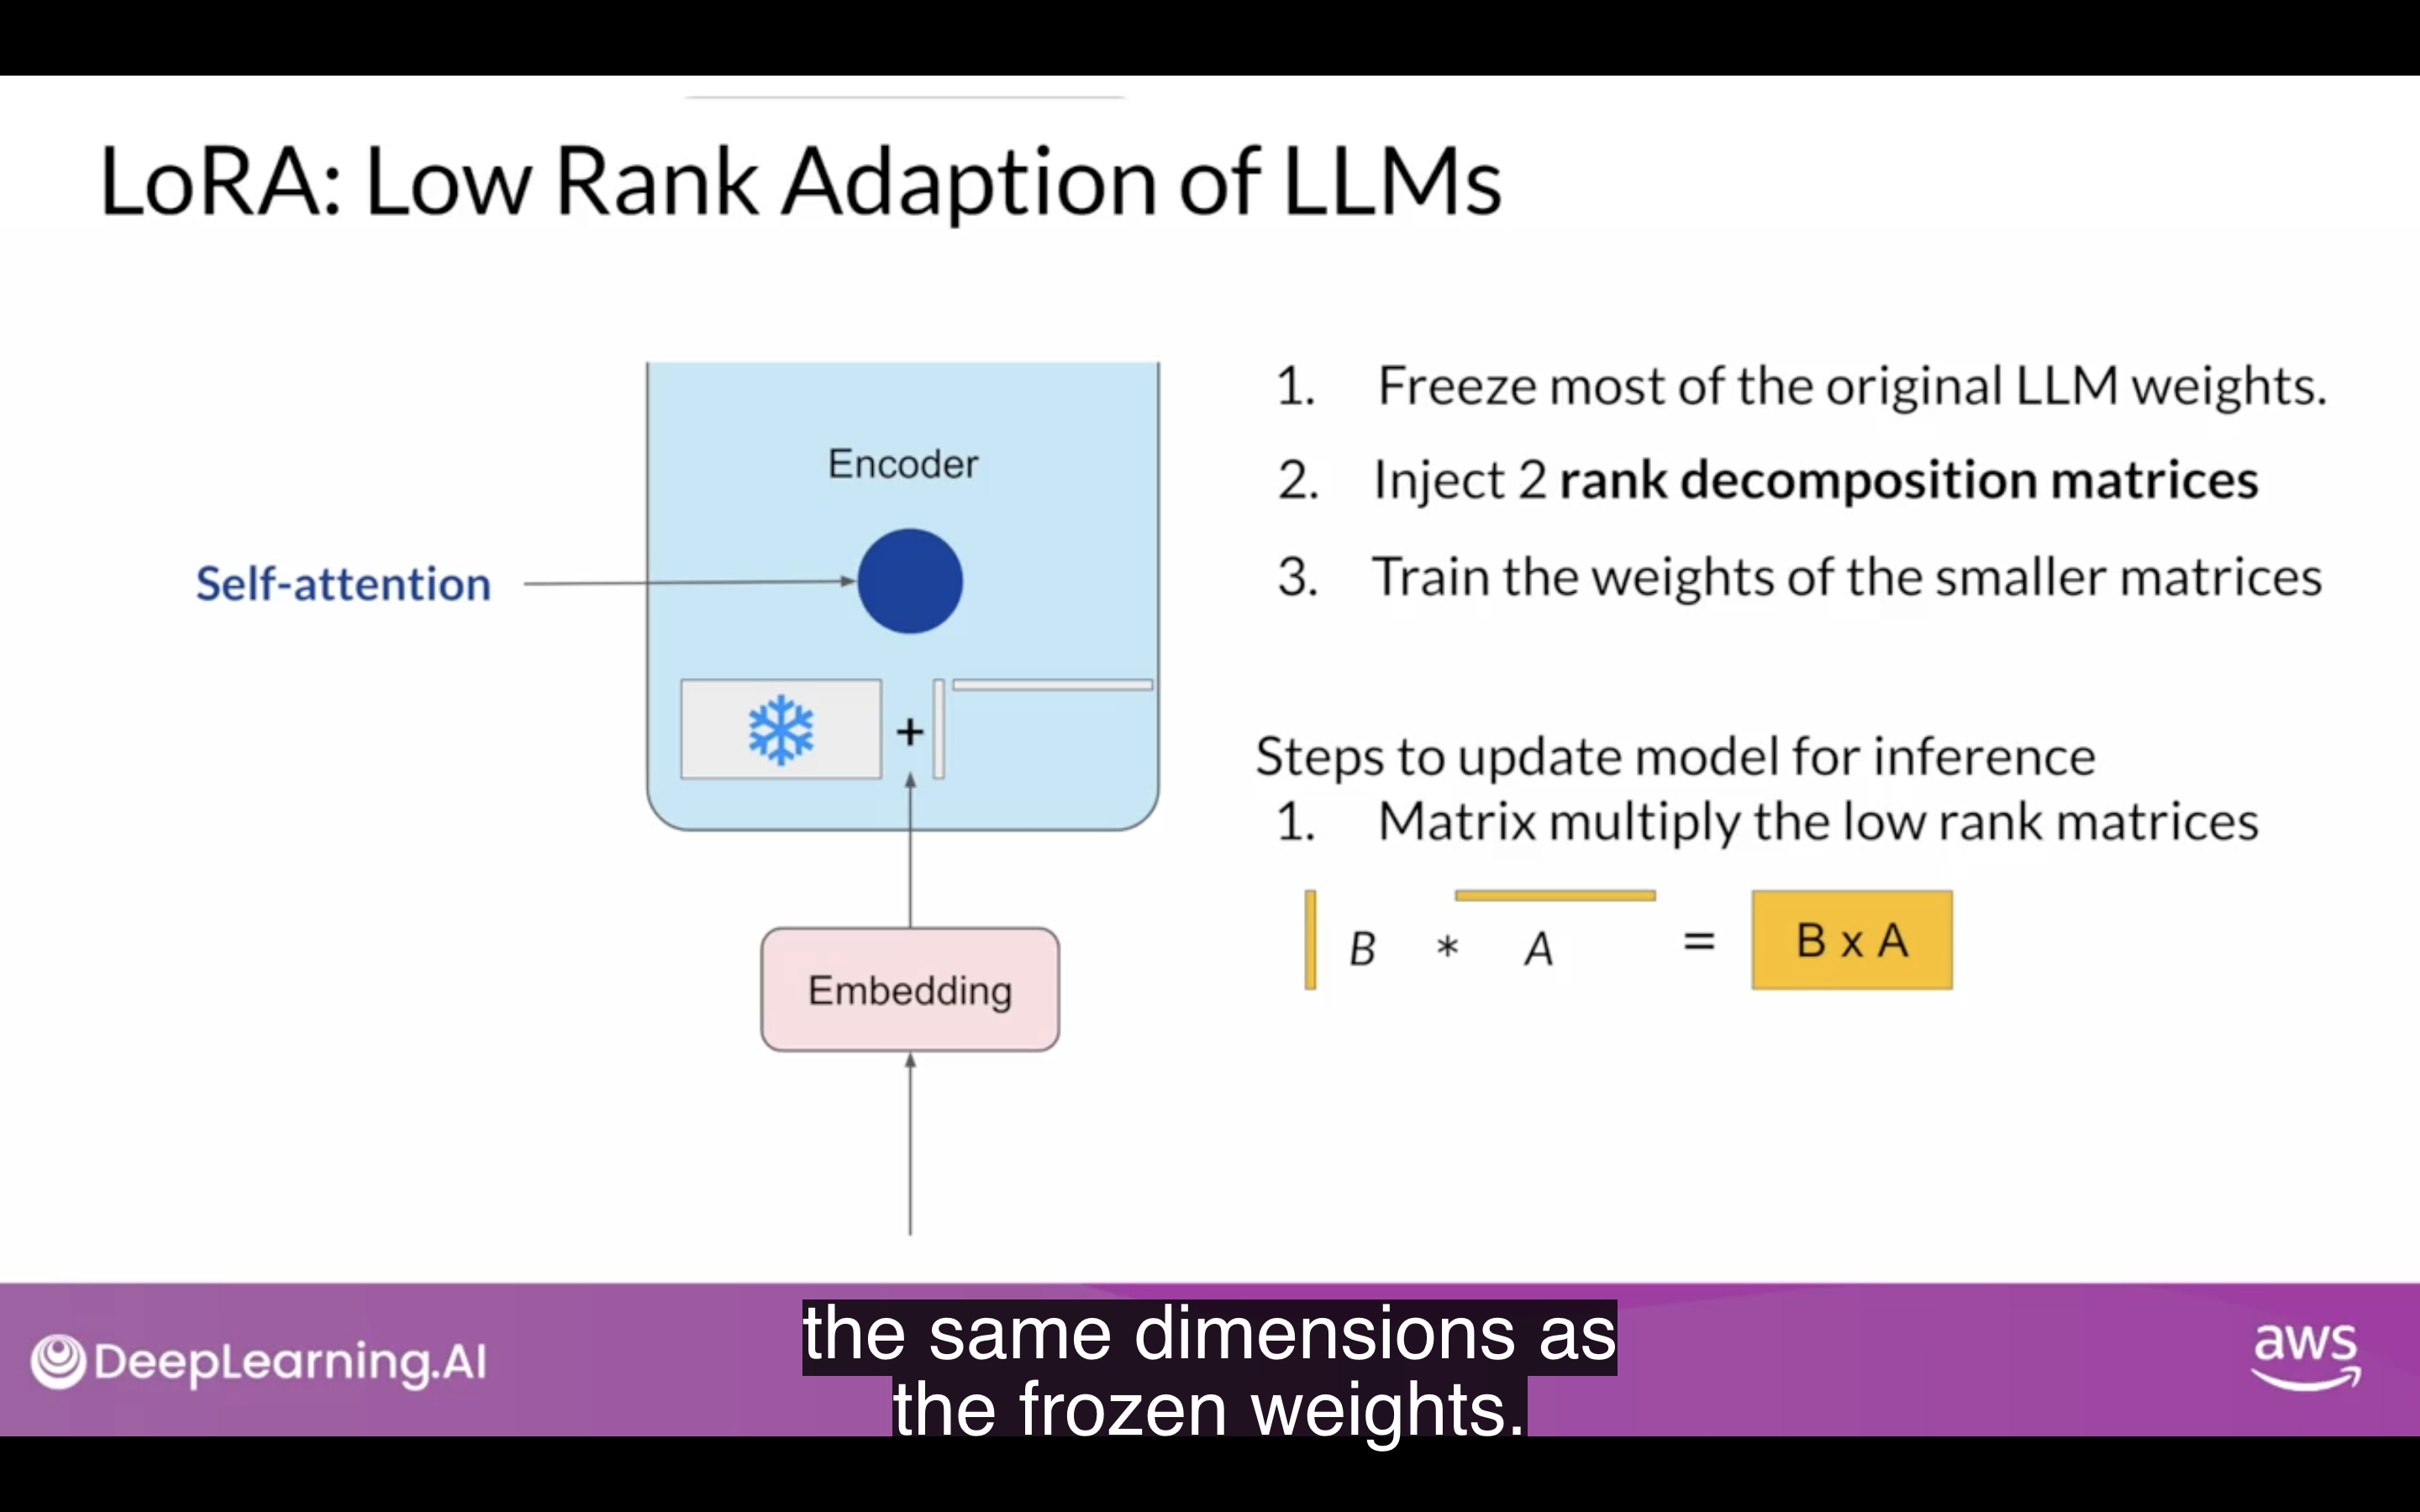 LoRA: Low Rank Adaption of LLMs
Encoder
Self-attention
+
Embedding
1. Freeze most of the original LLM weights.
2. Inject 2 rank decomposition matrices
3. Train the weights of the smaller matrices
Steps to update model for inference
1. Matrix multiply the low rank matrices
B * A = B x A
DeepLearning.AI
the same dimensions as
the frozen weights.
aws